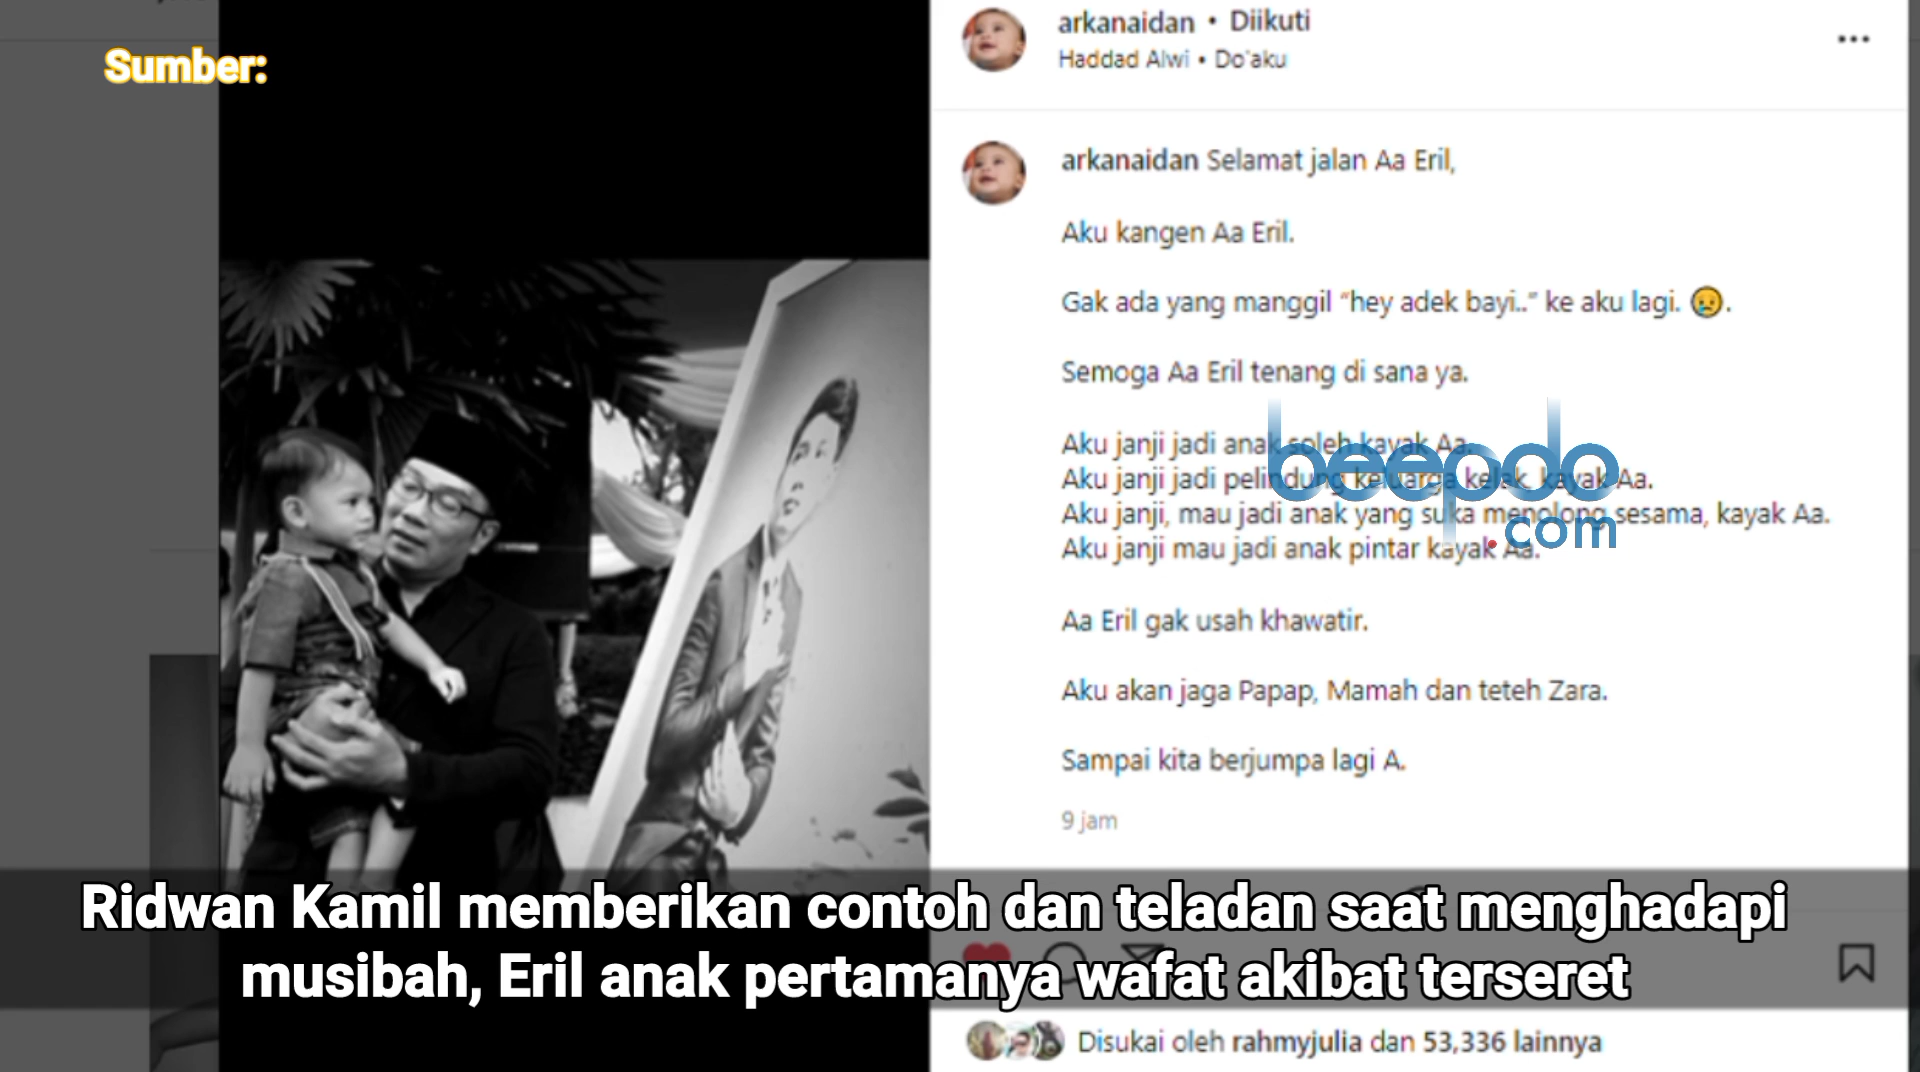 Sumber:
arkanaidan • Diikuti
Haddad Alwi • Do'aku
arkanaidan Selamat jalan Aa Eril,
Aku kangen Aa Eril.
Gak ada yang manggil "hey adek bayi.." ke aku lagi. 😥.
Semoga Aa Eril tenang di sana ya.
Aku janji jadi anak soleh kayak Aa.
Aku janji jadi pelindung keluarga kelak, kayak Aa.
Aku janji, mau jadi anak yang suka menolong sesama, kayak Aa.
Aku janji mau jadi anak pintar kayak Aa.
beepdo
.com
Aa Eril gak usah khawatir.
Aku akan jaga Papap, Mamah dan teteh Zara.
Sampai kita berjumpa lagi A.
9 jam
Ridwan Kamil memberikan contoh dan teladan saat menghadapi
musibah, Eril anak pertamanya wafat akibat terseret
Disukai oleh rahmyjulia dan 53,336 lainnya